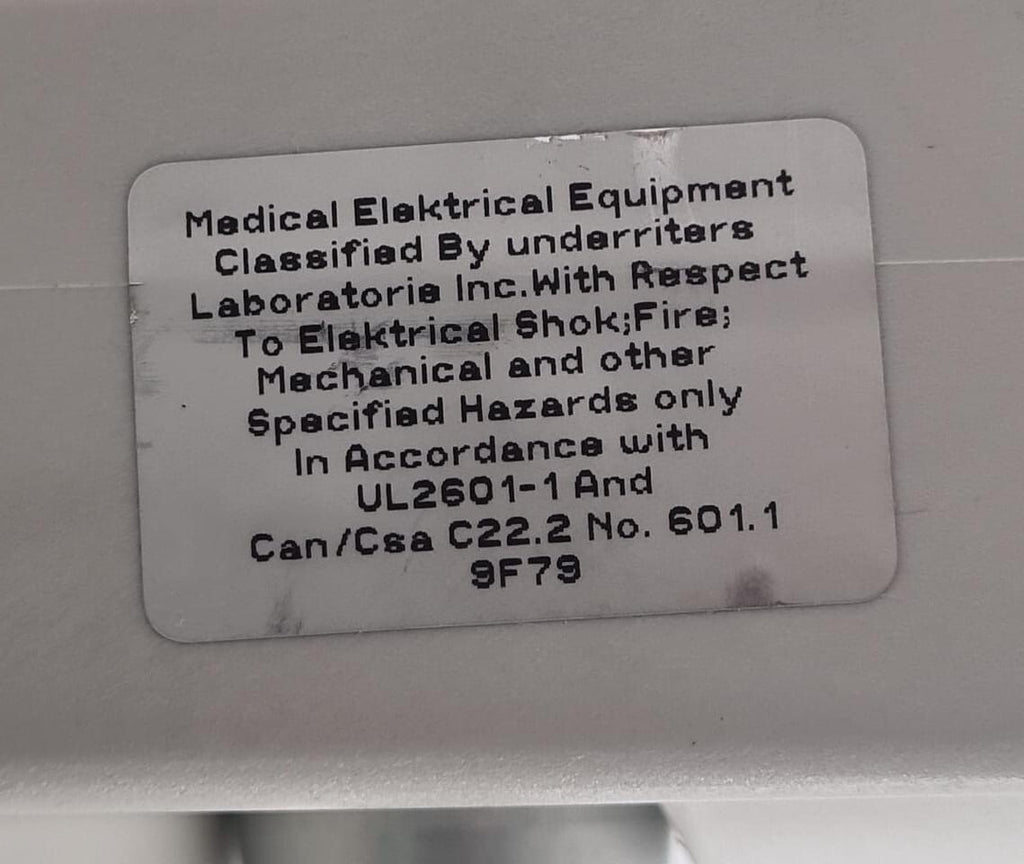 Medical Elektrical Equipment
Classified By underriters
Laboratorie Inc.With Respect
To Elektrical Shok;Fire;
Mechanical and other
Specified Hazards only
In Accordance with
UL2601-1 And
Can/Csa C22.2 No. 601.1
9F79